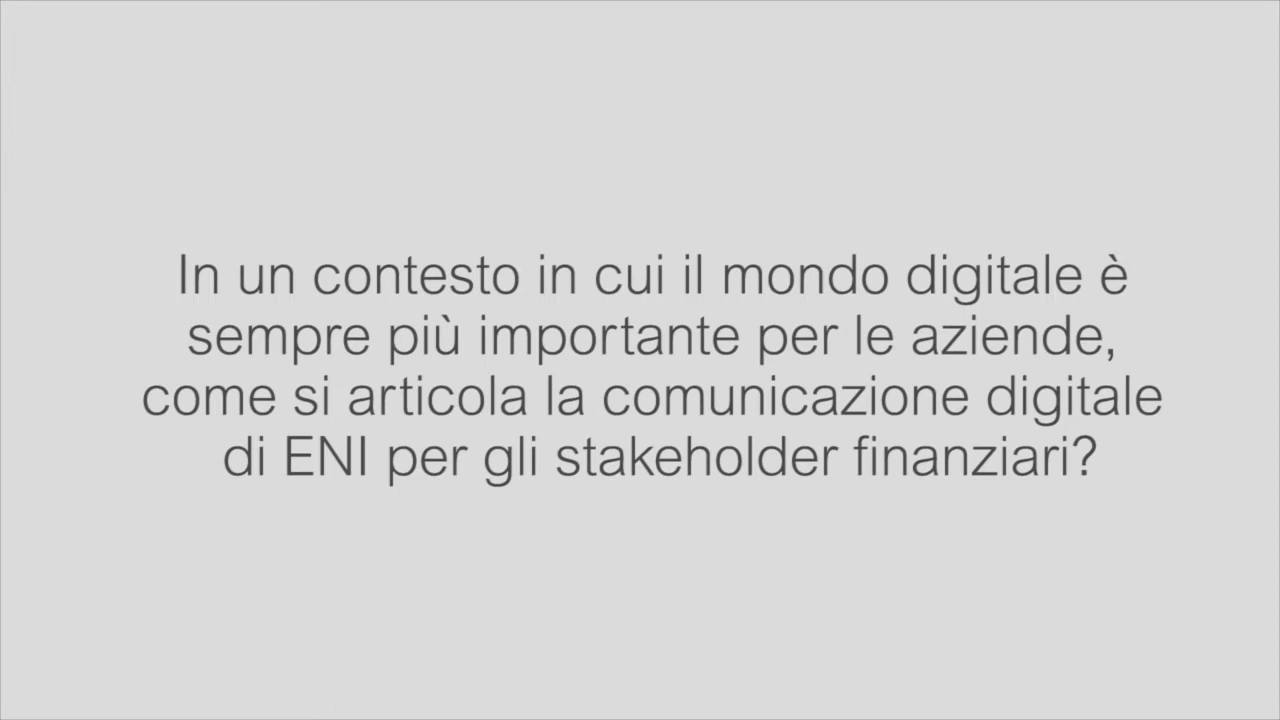 In un contesto in cui il mondo digitale è
sempre più importante per le aziende,
come si articola la comunicazione digitale
di ENI per gli stakeholder finanziari?